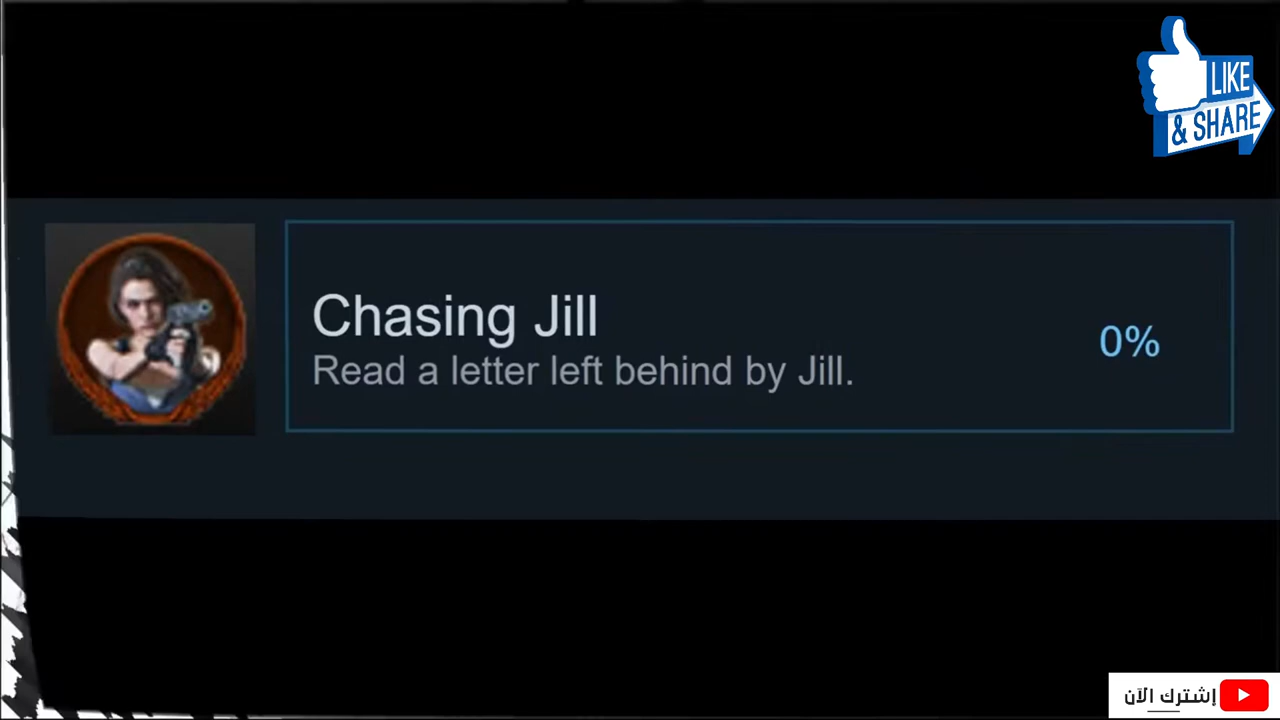 LIKE
& SHARE
Chasing Jill
Read a letter left behind by Jill.
0%
إشترك الآن